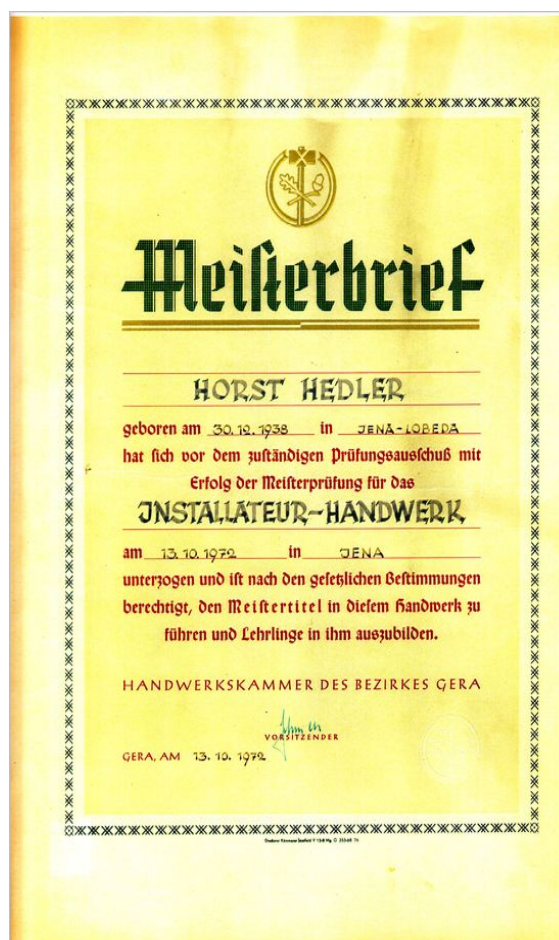 Meisterbrief
HORST HEDLER
geboren am 30.12.1938 in JENA-LOBEDA
hat sich vor dem zuständigen Prüfungsausschuß mit
Erfolg der Meisterprüfung für das
INSTALLATEUR-HANDWERK
am 13.10.1972 in JENA
unterzogen und ist nach den gesetzlichen Bestimmungen
berechtigt, den Meistertitel in diesem Handwerk zu
führen und Lehrlinge in ihm auszubilden.
HANDWERKSKAMMER DES BEZIRKES GERA
VORSITZENDER
GERA, AM 13.10.1972